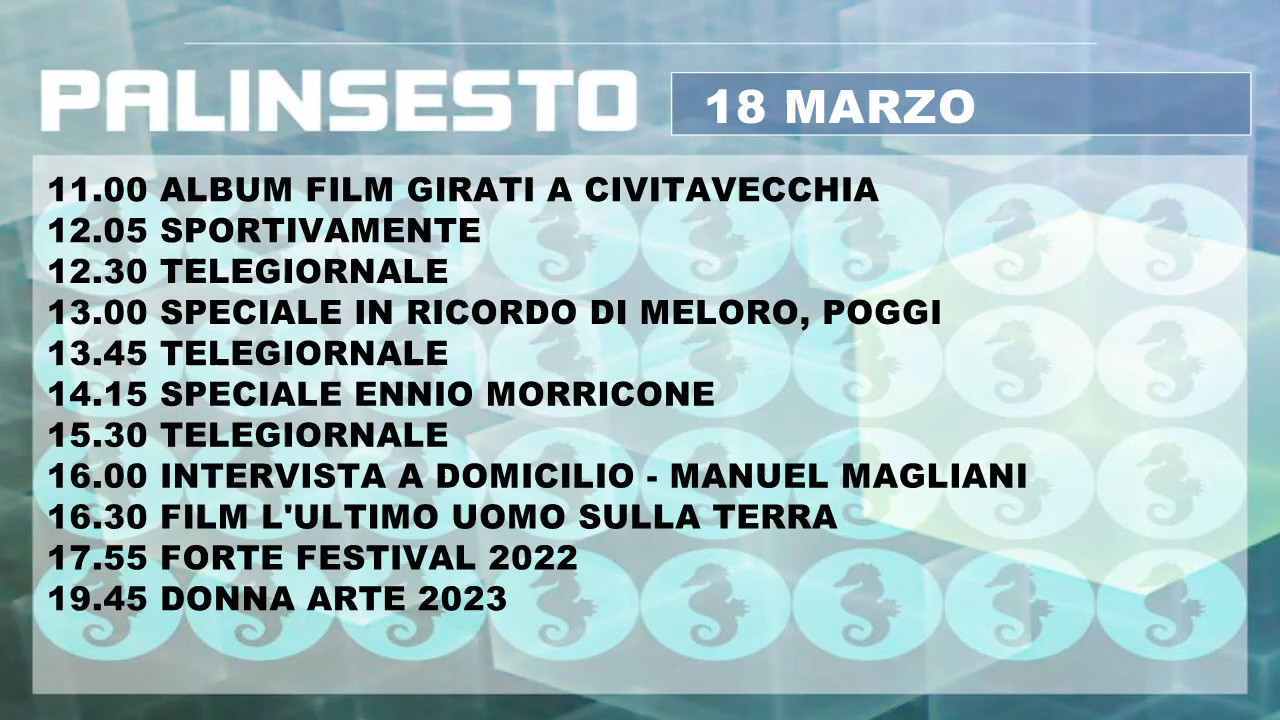 PALINSESTO
18 MARZO
11.00 ALBUM FILM GIRATI A CIVITAVECCHIA
12.05 SPORTIVAMENTE
12.30 TELEGIORNALE
13.00 SPECIALE IN RICORDO DI MELORO, POGGI
13.45 TELEGIORNALE
14.15 SPECIALE ENNIO MORRICONE
15.30 TELEGIORNALE
16.00 INTERVISTA A DOMICILIO - MANUEL MAGLIANI
16.30 FILM L'ULTIMO UOMO SULLA TERRA
17.55 FORTE FESTIVAL 2022
19.45 DONNA ARTE 2023